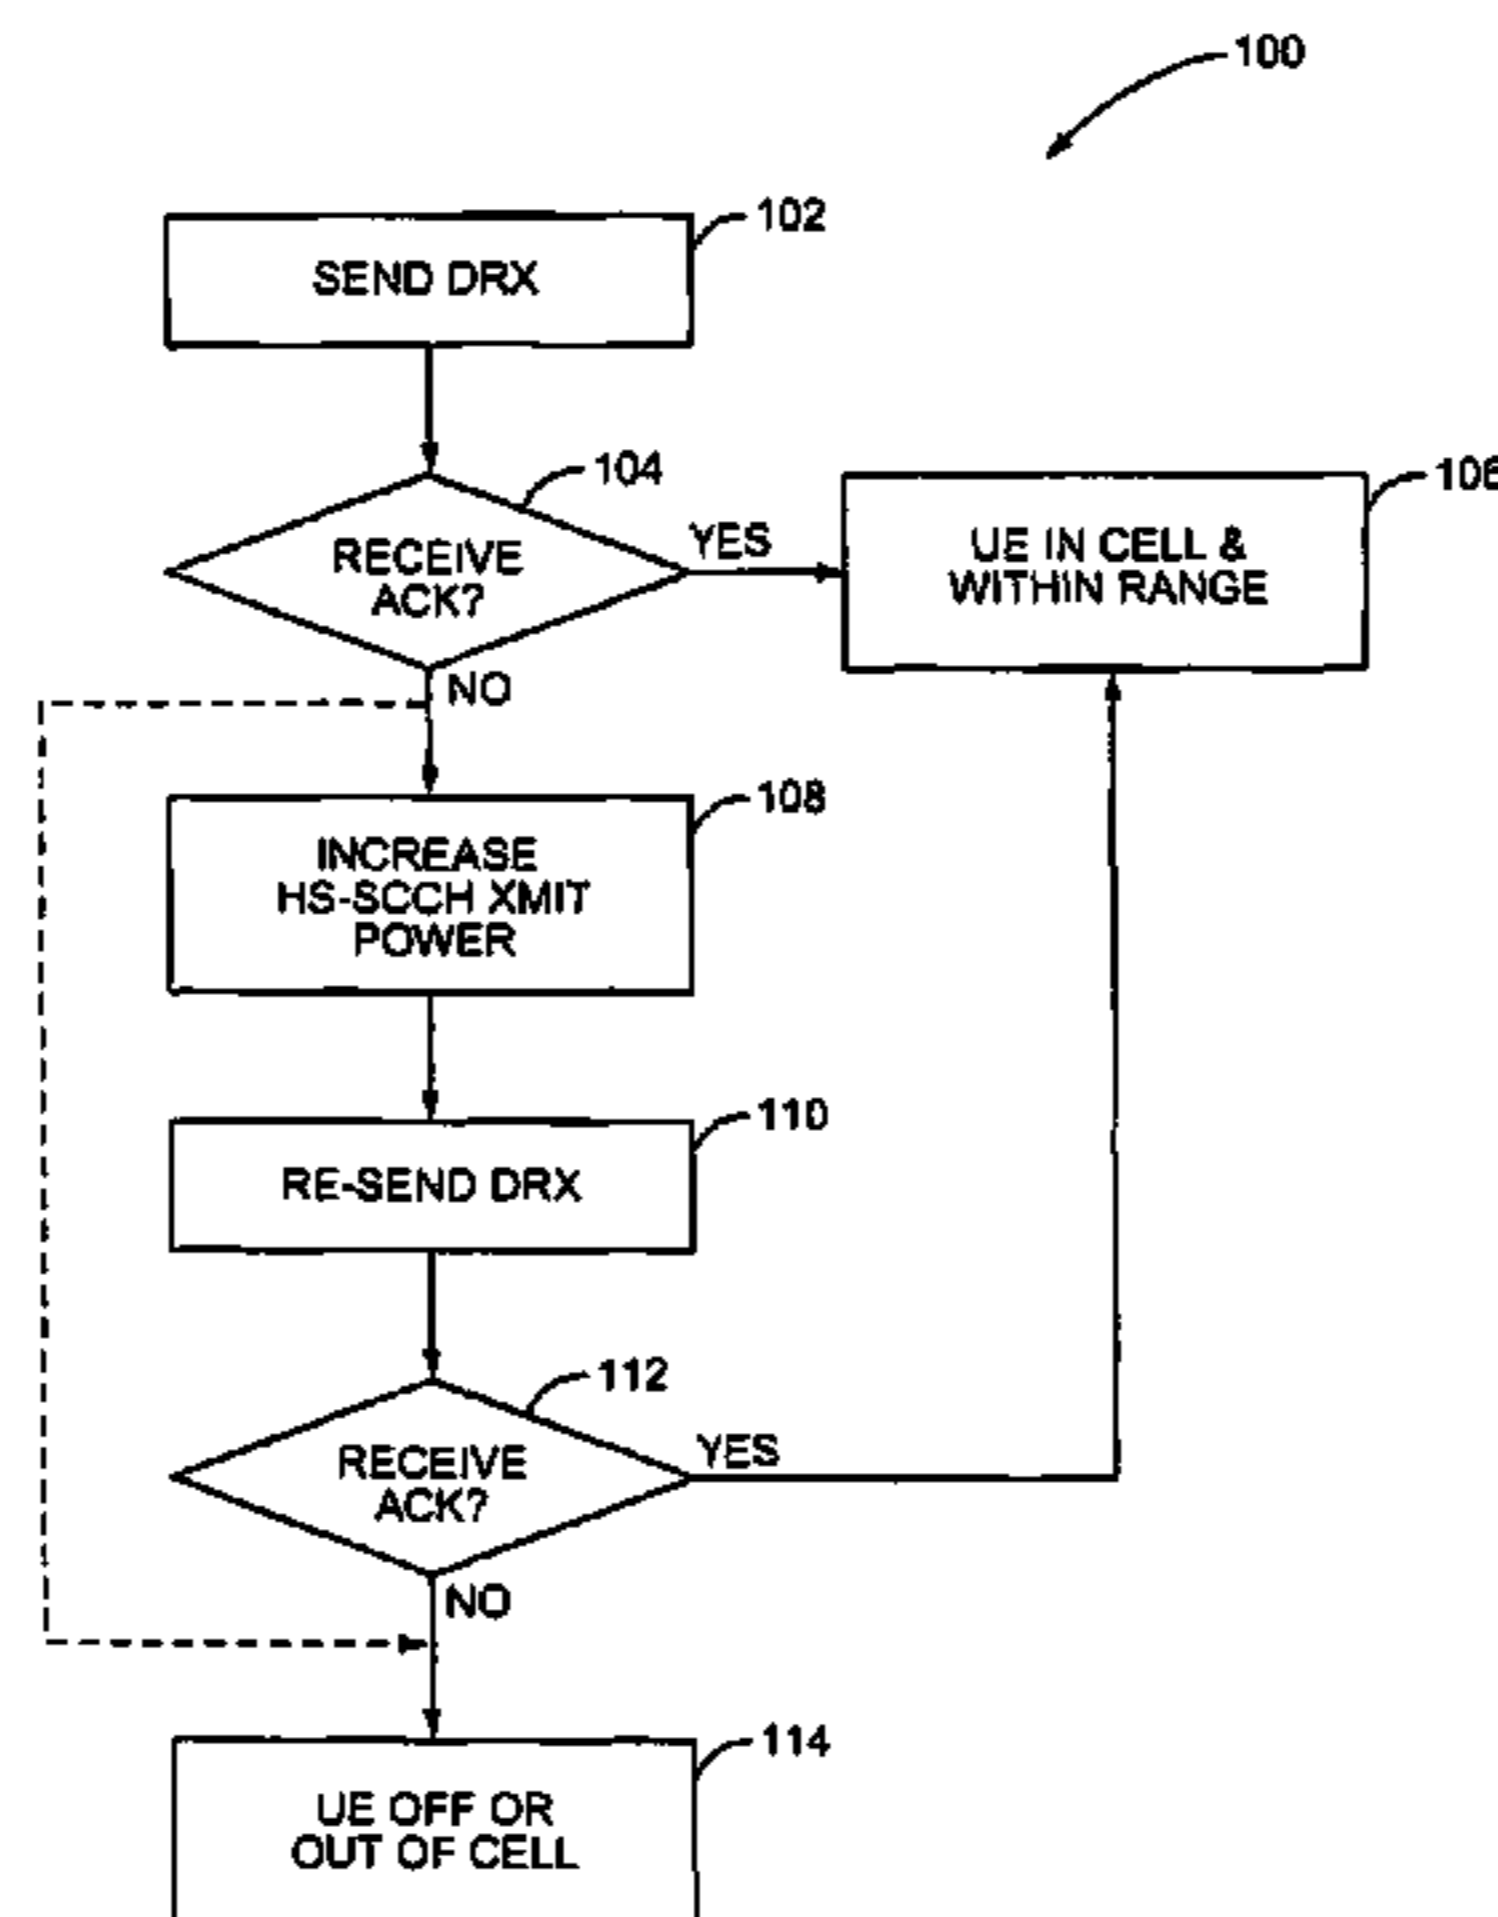 100
102
SEND DRX
104
RECEIVE
ACK?
YES
106
UE IN CELL &
WITHIN RANGE
NO
108
INCREASE
HS-SCCH XMIT
POWER
110
RE-SEND DRX
112
RECEIVE
ACK?
YES
NO
114
UE OFF OR
OUT OF CELL